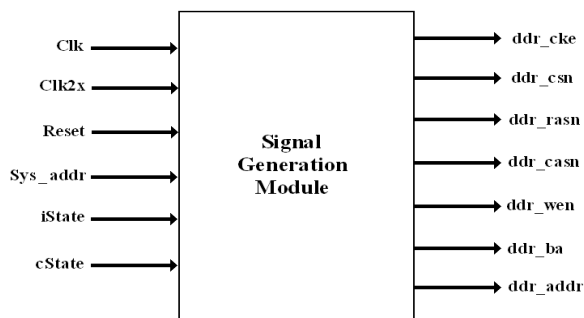 Clk
Clk2x
Reset
Sys_addr
iState
cState
Signal
Generation
Module
ddr_cke
ddr_csn
ddr_rasn
ddr_casn
ddr_wen
ddr_ba
ddr_addr